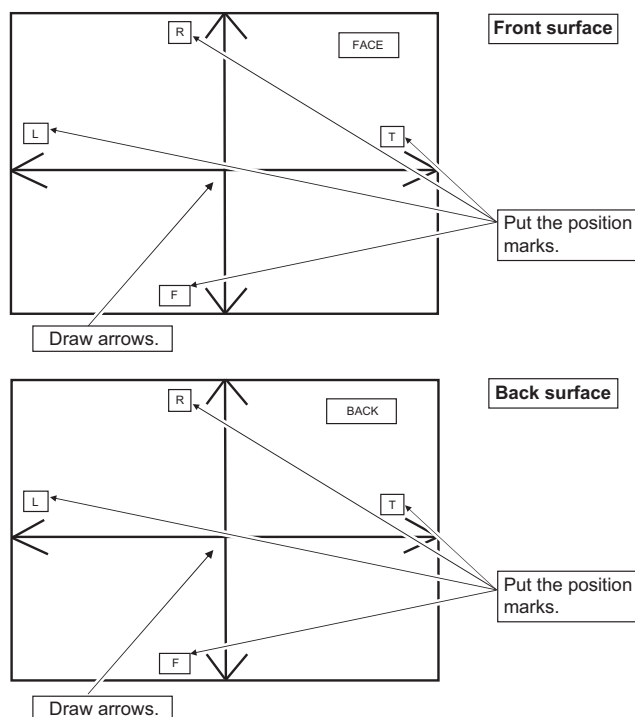 R
FACE
Front surface
L
T
Put the position
marks.
F
Draw arrows.
R
BACK
Back surface
L
T
Put the position
marks.
F
Draw arrows.